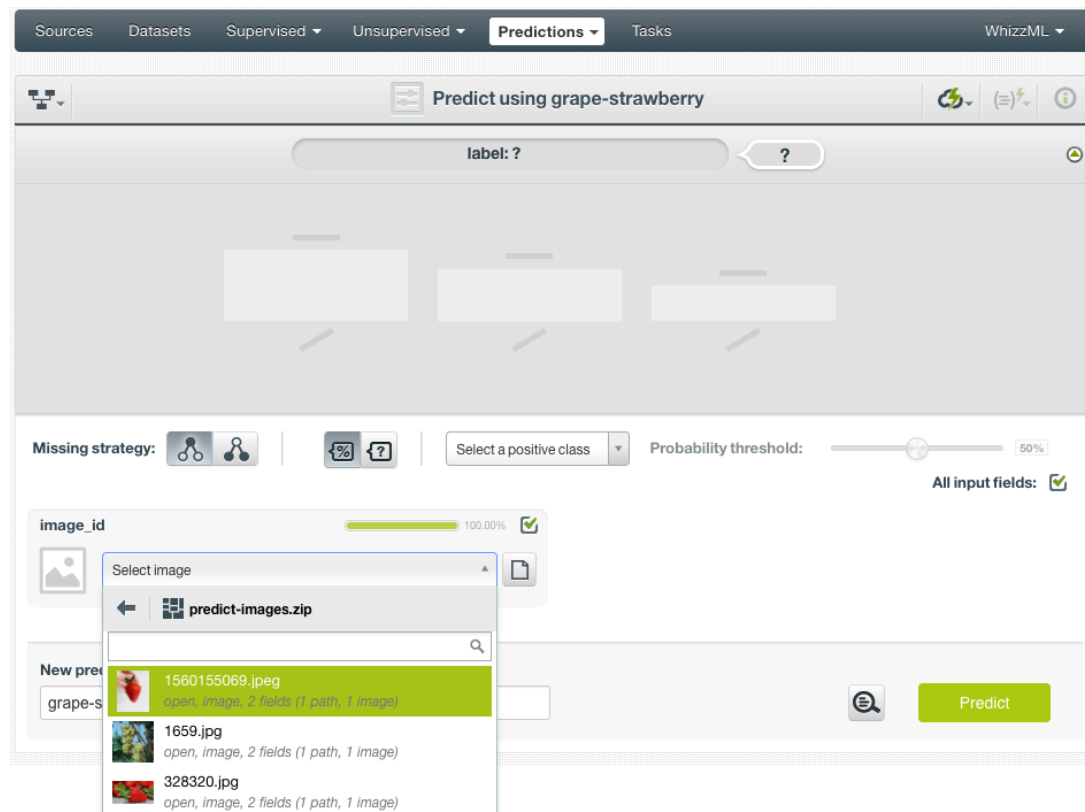 Sources Datasets Supervised Unsupervised Predictions Tasks WhizzML
Predict using grape-strawberry
label: ?
?
Missing strategy: % ? Select a positive class Probability threshold: 50%
All input fields:
image_id 100.00%
Select image
predict-images.zip
New pre
1560155069.jpeg
open, image, 2 fields (1 path, 1 image)
grape-s
Predict
1659.jpg
open, image, 2 fields (1 path, 1 image)
328320.jpg
open, image, 2 fields (1 path, 1 image)